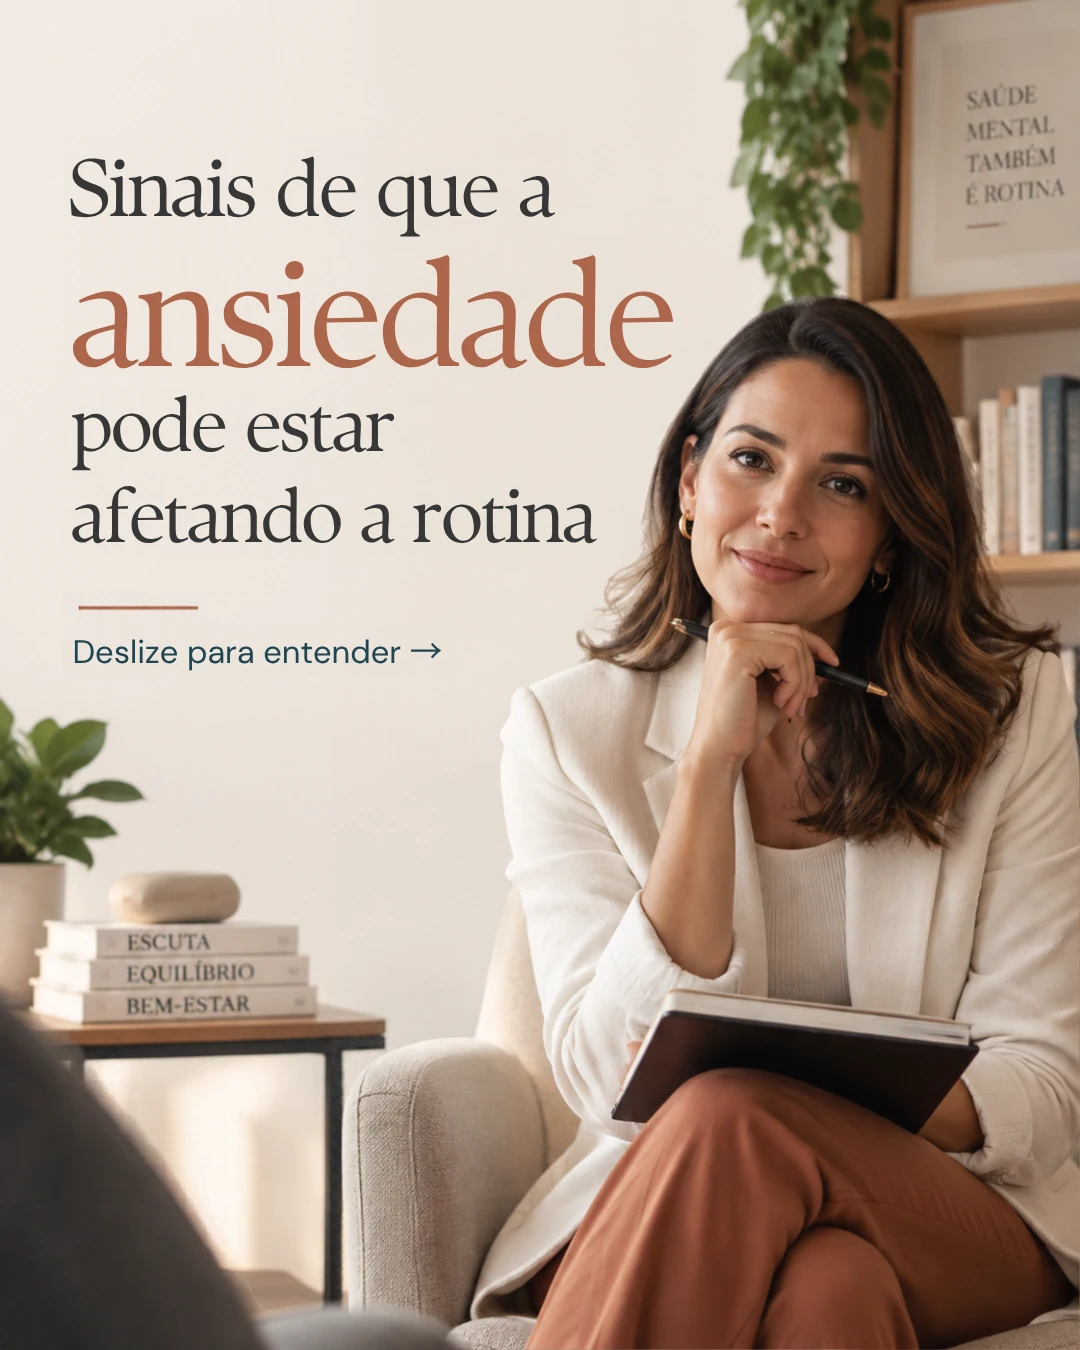 Sinais de que a
ansiedade
pode estar
afetando a rotina
Deslize para entender →
SAÚDE
MENTAL
TAMBÉM
É ROTINA
ESCUTA
EQUILÍBRIO
BEM-ESTAR